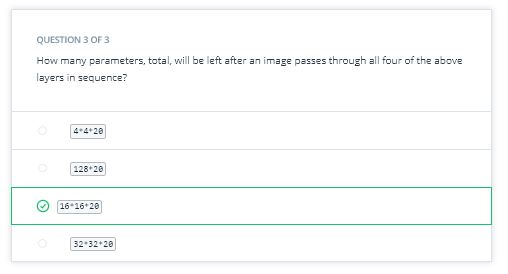 QUESTION 3 OF 3
How many parameters, total, will be left after an image passes through all four of the above
layers in sequence?
4*4*20
128*20
16*16*20
32*32*20